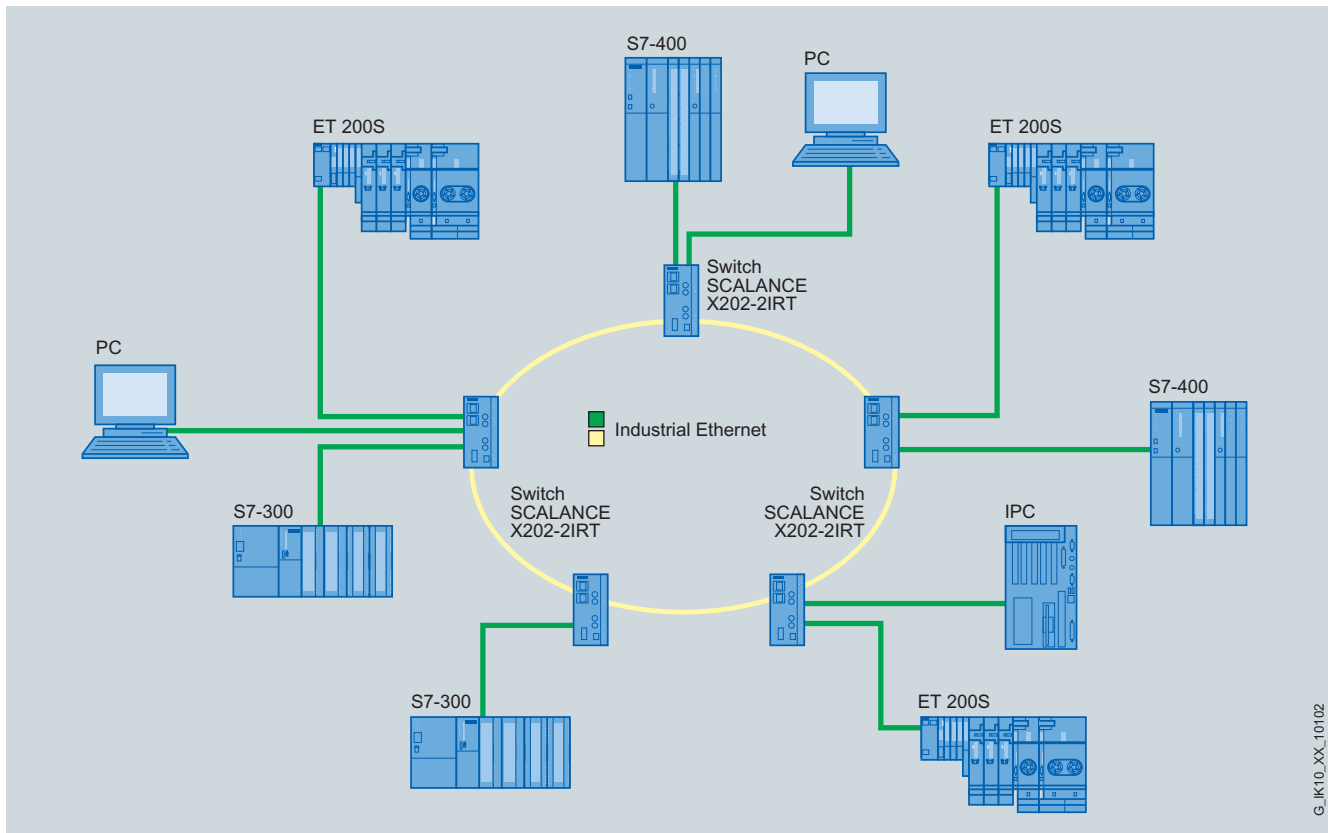 S7-400
PC
ET 200S
ET 200S
Switch
SCALANCE
X202-2IRT
PC
S7-400
Industrial Ethernet
Switch
SCALANCE
X202-2IRT
Switch
SCALANCE
X202-2IRT
S7-300
IPC
S7-300
ET 200S
G_IK10_XX_10102